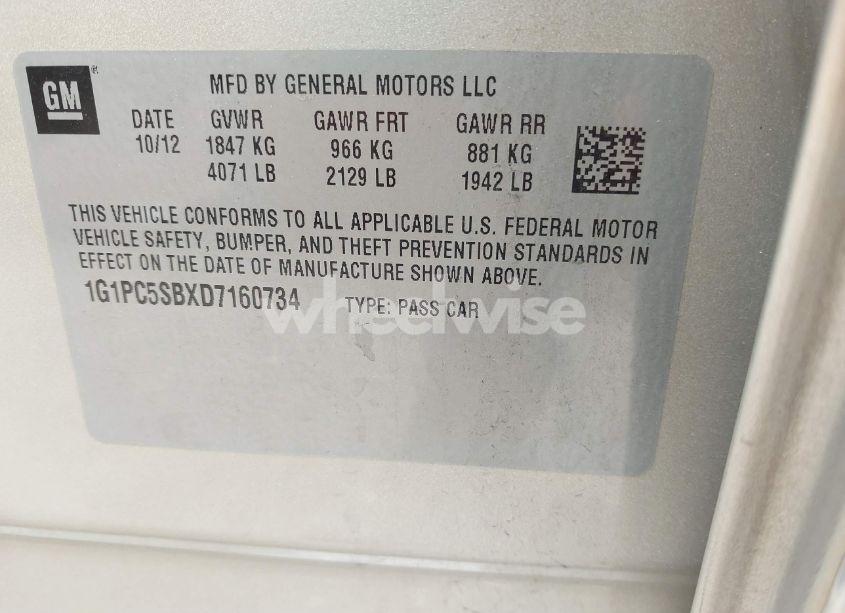 GM
MFD BY GENERAL MOTORS LLC
DATE GVWR GAWR FRT GAWR RR
10/12 1847 KG 966 KG 881 KG
4071 LB 2129 LB 1942 LB
THIS VEHICLE CONFORMS TO ALL APPLICABLE U.S. FEDERAL MOTOR
VEHICLE SAFETY, BUMPER, AND THEFT PREVENTION STANDARDS IN
EFFECT ON THE DATE OF MANUFACTURE SHOWN ABOVE.
1G1PC5SBXD7160734 TYPE: PASS CAR
wheelwise